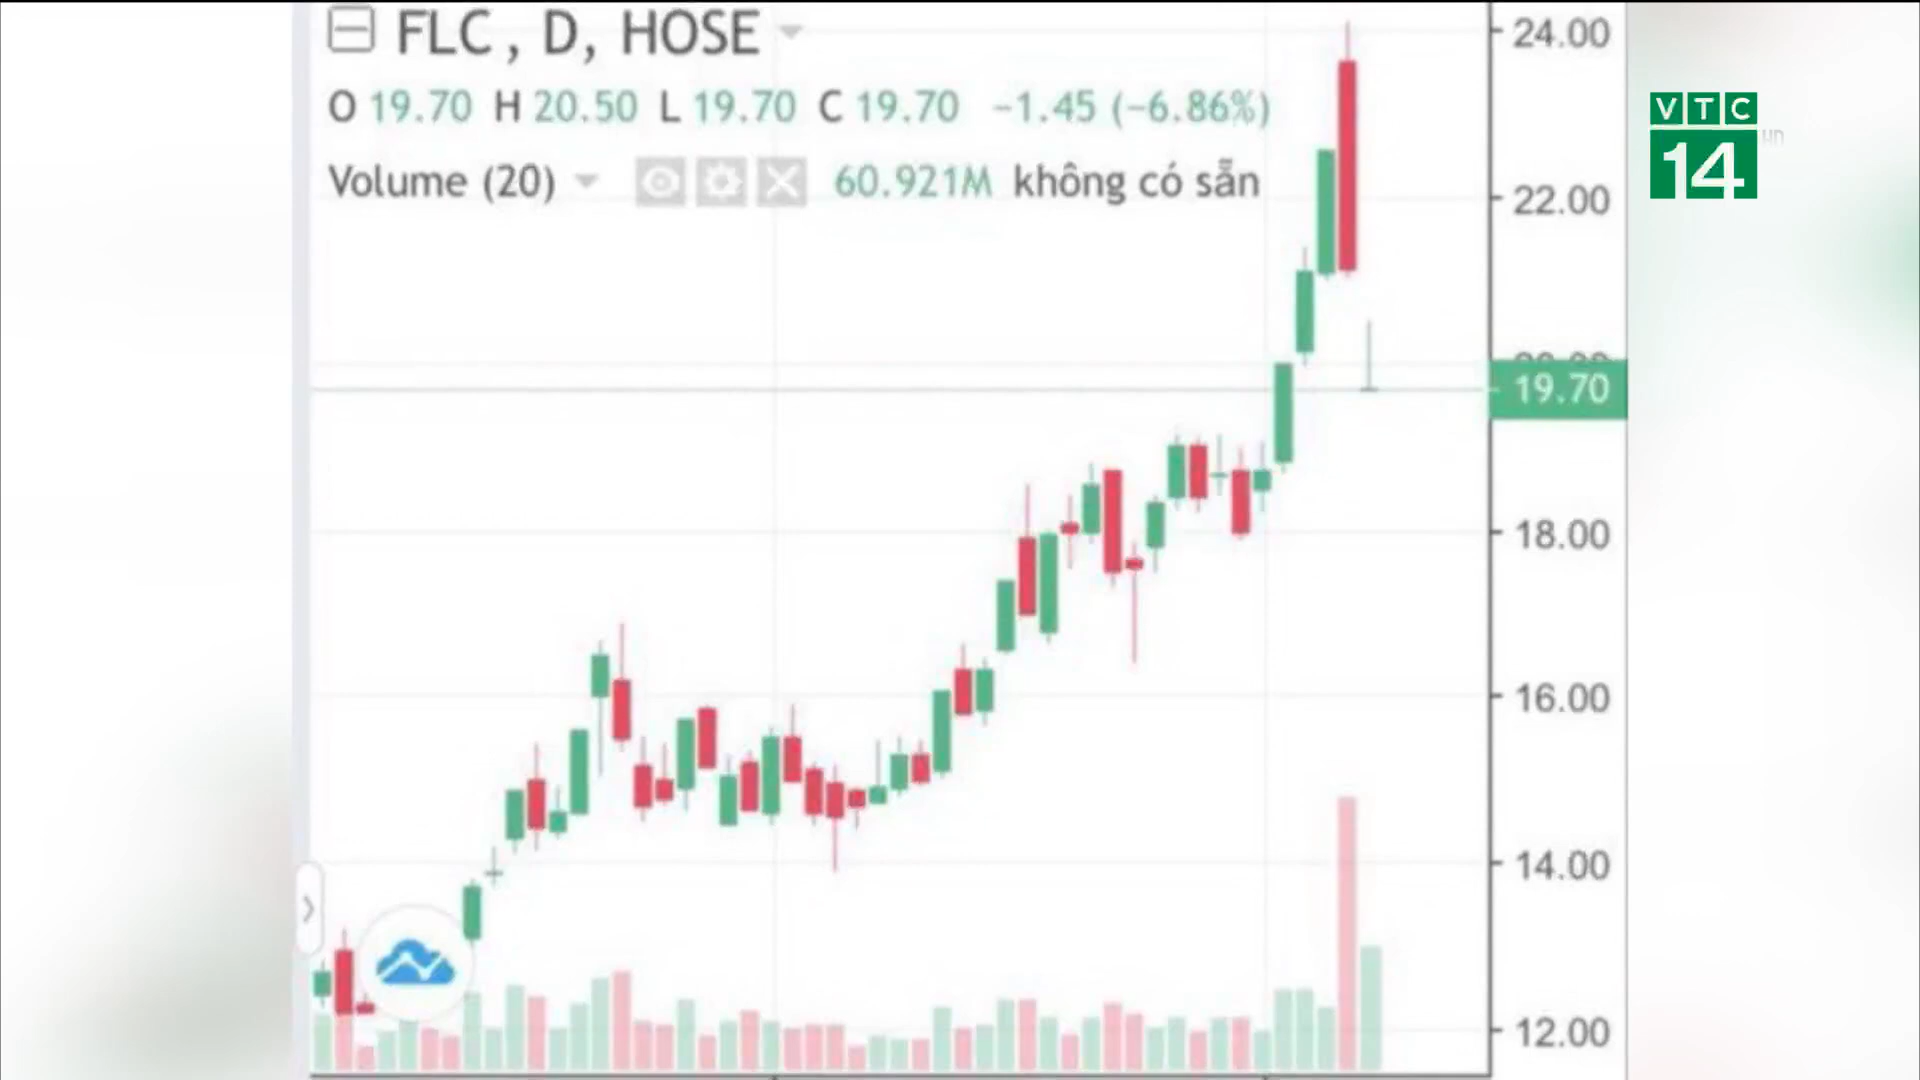 FLC, D, HOSE
O 19.70 H 20.50 L 19.70 C 19.70 −1.45 (−6.86%)
Volume (20) 60.921M không có sẵn
24.00
22.00
19.70
18.00
16.00
14.00
12.00
VTC
14